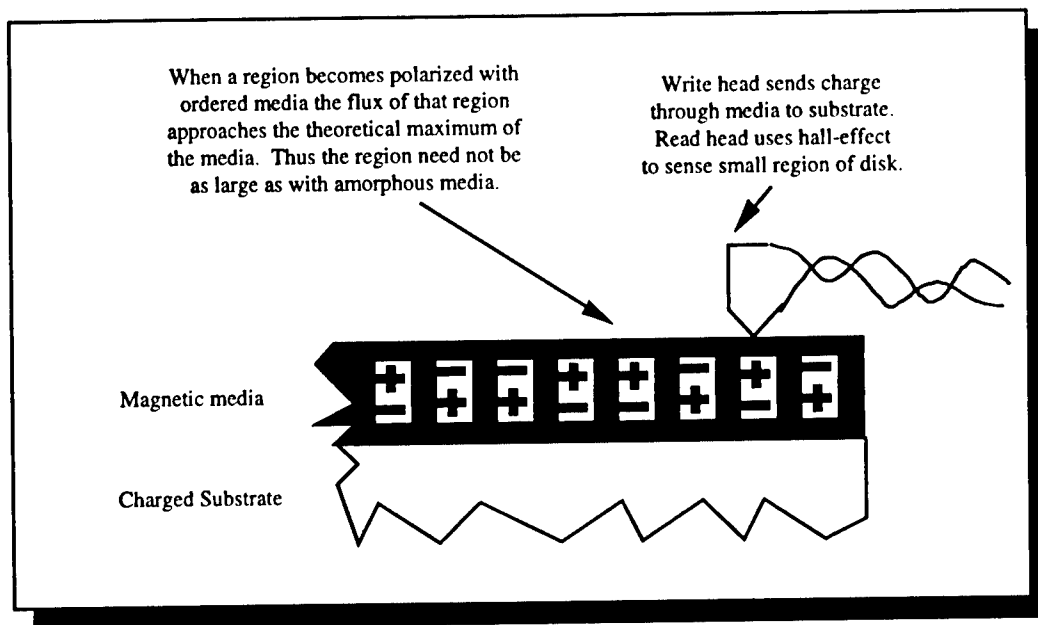 When a region becomes polarized with
ordered media the flux of that region
approaches the theoretical maximum of
the media. Thus the region need not be
as large as with amorphous media.
Write head sends charge
through media to substrate.
Read head uses hall-effect
to sense small region of disk.
+ − − + + − + −
− + + − − + − +
Magnetic media
Charged Substrate